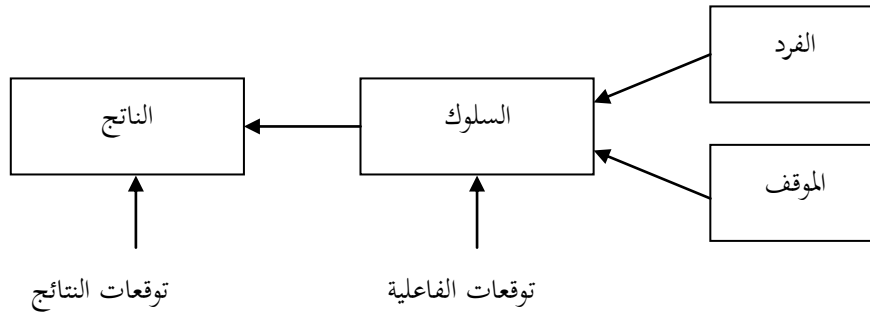 الفرد
السلوك
الناتج
الموقف
توقعات الفاعلية
توقعات النتائج